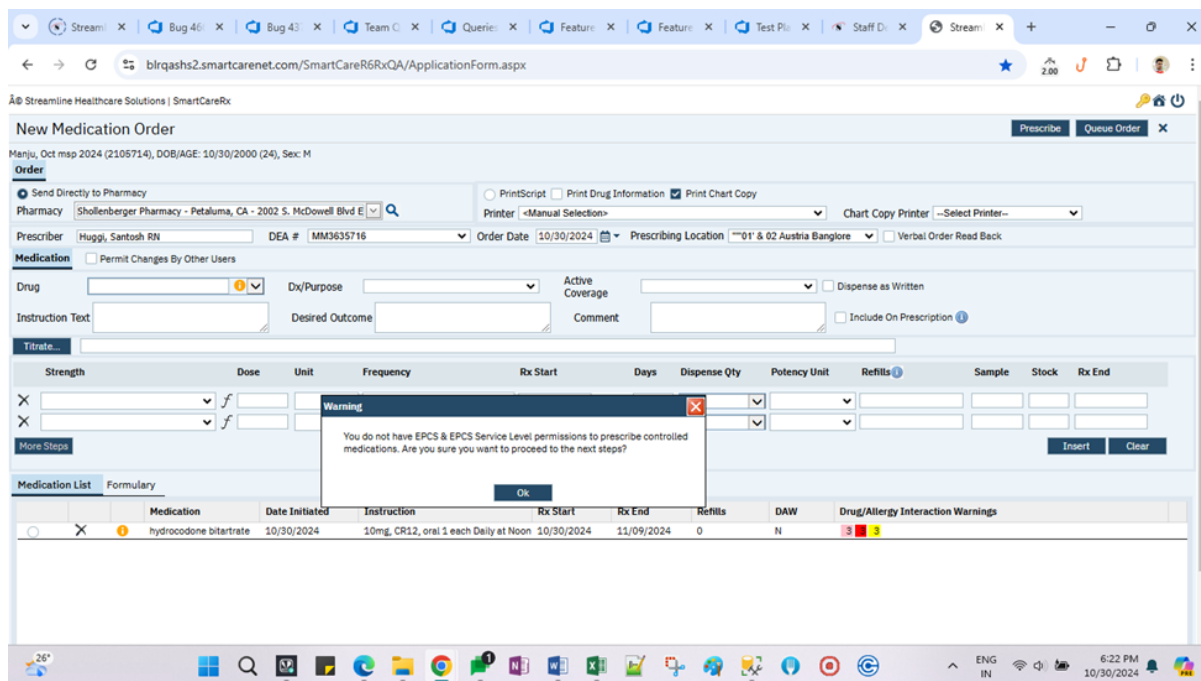 Stream
Bug 46
Bug 43
Team Q
Queries
Feature
Feature
Test Pla
Staff De
Stream
blrqashs2.smartcarenet.com/SmartCareR6RxQA/ApplicationForm.aspx
2.00
Â© Streamline Healthcare Solutions | SmartCareRx
New Medication Order
Prescribe Queue Order
Manju, Oct msp 2024 (2105714), DOB/AGE: 10/30/2000 (24), Sex: M
Order
Send Directly to Pharmacy PrintScript Print Drug Information Print Chart Copy
Pharmacy Shollenberger Pharmacy - Petaluma, CA - 2002 S. McDowell Blvd E Printer <Manual Selection> Chart Copy Printer --Select Printer--
Prescriber Huggi, Santosh RN DEA # MM3635716 Order Date 10/30/2024 Prescribing Location ""01' & 02 Austria Banglore Verbal Order Read Back
Medication Permit Changes By Other Users
Drug Dx/Purpose Active Coverage Dispense as Written
Instruction Text Desired Outcome Comment Include On Prescription
Titrate...
Strength Dose Unit Frequency Rx Start Days Dispense Qty Potency Unit Refills Sample Stock Rx End
More Steps Insert Clear
Warning
You do not have EPCS & EPCS Service Level permissions to prescribe controlled
medications. Are you sure you want to proceed to the next steps?
Ok
Medication List Formulary
Medication Date Initiated Instruction Rx Start Rx End Refills DAW Drug/Allergy Interaction Warnings
hydrocodone bitartrate 10/30/2024 10mg, CR12, oral 1 each Daily at Noon 10/30/2024 11/09/2024 0 N 3 3 3
26°
ENG
IN
6:22 PM
10/30/2024